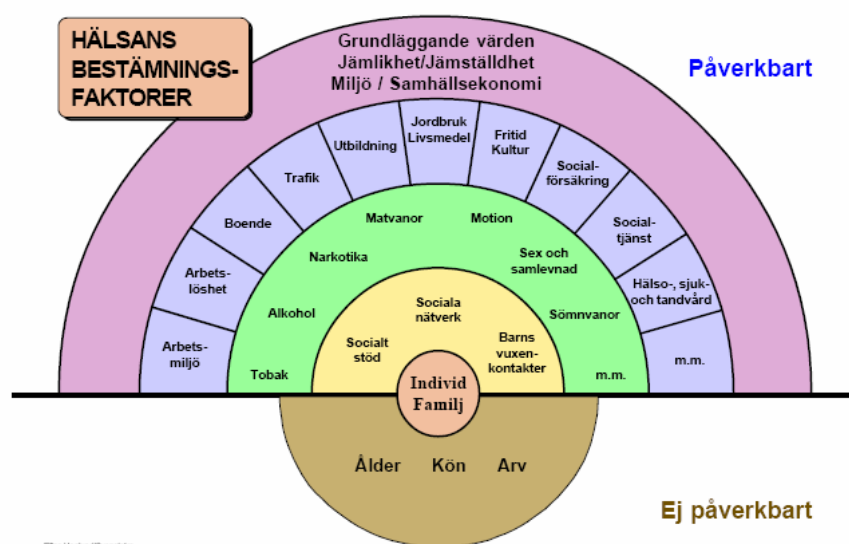 HÄLSANS
BESTÄMNINGS-
FAKTORER
Grundläggande värden
Jämlikhet/Jämställdhet
Miljö / Samhällsekonomi
Påverkbart
Arbets-
miljö
Arbets-
löshet
Boende
Trafik
Utbildning
Jordbruk
Livsmedel
Fritid
Kultur
Social-
försäkring
Social-
tjänst
Hälso-, sjuk-
och tandvård
m.m.
Tobak
Alkohol
Narkotika
Matvanor
Motion
Sex och
samlevnad
Sömnvanor
m.m.
Socialt
stöd
Sociala
nätverk
Barns
vuxen-
kontakter
Individ
Familj
Ålder Kön Arv
Ej påverkbart